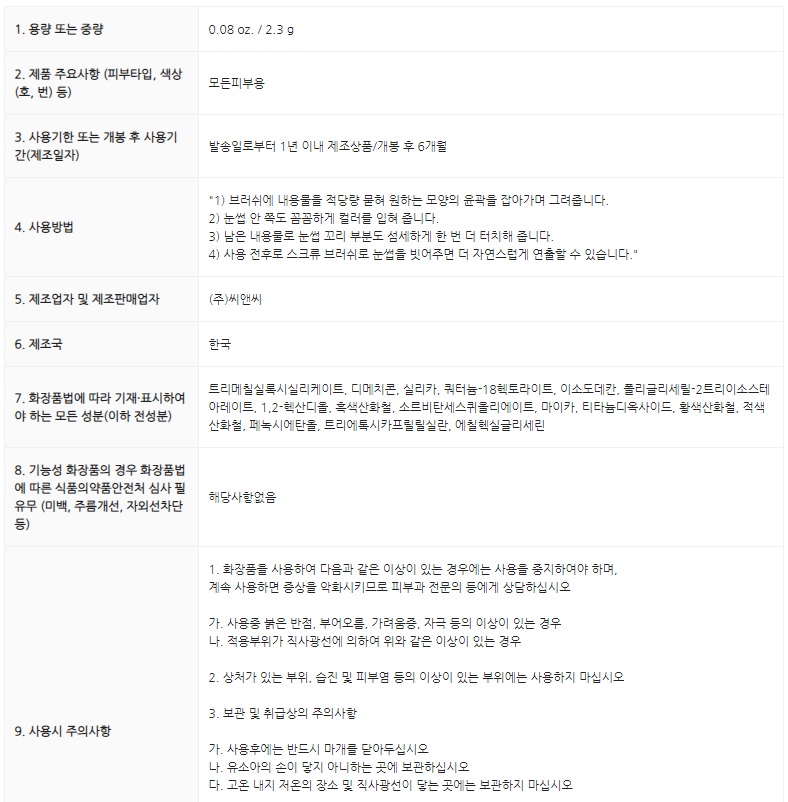 1. 용량 또는 중량
0.08 oz. / 2.3 g
2. 제품 주요사항 (피부타입, 색상
(호, 번) 등)
모든피부용
3. 사용기한 또는 개봉 후 사용기
간(제조일자)
발송일로부터 1년 이내 제조상품/개봉 후 6개월
4. 사용방법
"1) 브러쉬에 내용물을 적당량 묻혀 원하는 모양의 윤곽을 잡아가며 그려줍니다.
2) 눈썹 안 쪽도 꼼꼼하게 컬러를 입혀 줍니다.
3) 남은 내용물로 눈썹 꼬리 부분도 섬세하게 한 번 더 터치해 줍니다.
4) 사용 전후로 스크류 브러쉬로 눈썹을 빗어주면 더 자연스럽게 연출할 수 있습니다."
5. 제조업자 및 제조판매업자
(주)씨앤씨
6. 제조국
한국
7. 화장품법에 따라 기재·표시하여
야 하는 모든 성분(이하 전성분)
트리메칠실록시실리케이트, 디메치콘, 실리카, 쿼터늄-18헥토라이트, 이소도데칸, 폴리글리세릴-2트리이소스테
아레이트, 1,2-헥산디올, 흑색산화철, 소르비탄세스퀴올리에이트, 마이카, 티타늄디옥사이드, 황색산화철, 적색
산화철, 페녹시에탄올, 트리에톡시카프릴릴실란, 에칠헥실글리세린
8. 기능성 화장품의 경우 화장품법
에 따른 식품의약품안전처 심사 필
유무 (미백, 주름개선, 자외선차단
등)
해당사항없음
9. 사용시 주의사항
1. 화장품을 사용하여 다음과 같은 이상이 있는 경우에는 사용을 중지하여야 하며,
계속 사용하면 증상을 악화시키므로 피부과 전문의 등에게 상담하십시오
가. 사용중 붉은 반점, 부어오름, 가려움증, 자극 등의 이상이 있는 경우
나. 적용부위가 직사광선에 의하여 위와 같은 이상이 있는 경우
2. 상처가 있는 부위, 습진 및 피부염 등의 이상이 있는 부위에는 사용하지 마십시오
3. 보관 및 취급상의 주의사항
가. 사용후에는 반드시 마개를 닫아두십시오
나. 유소아의 손이 닿지 아니하는 곳에 보관하십시오
다. 고온 내지 저온의 장소 및 직사광선이 닿는 곳에는 보관하지 마십시오